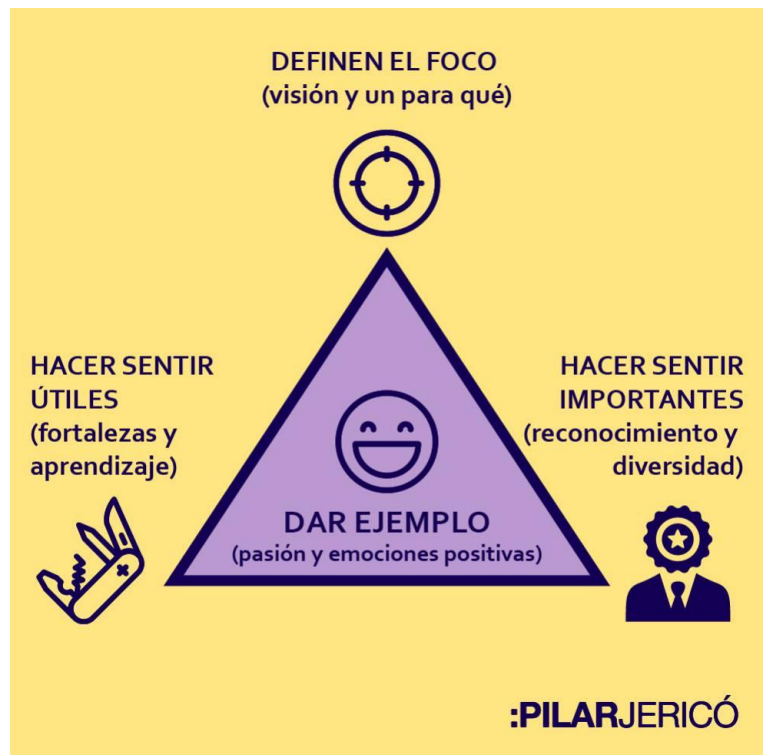 DEFINEN EL FOCO
(visión y un para qué)
HACER SENTIR
ÚTILES
(fortalezas y
aprendizaje)
HACER SENTIR
IMPORTANTES
(reconocimiento y
diversidad)
DAR EJEMPLO
(pasión y emociones positivas)
:PILARJERICÓ